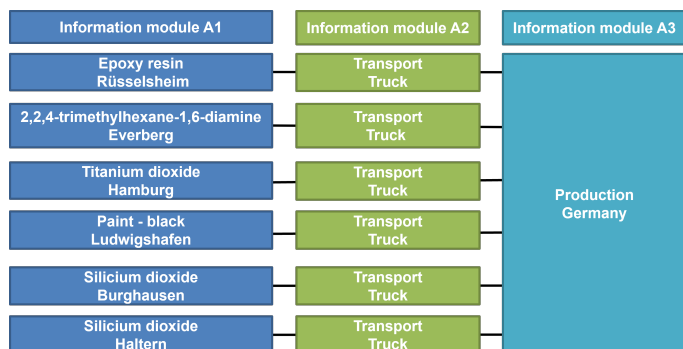 Information module A1
Information module A2
Information module A3
Epoxy resin
Rüsselsheim
Transport
Truck
2,2,4-trimethylhexane-1,6-diamine
Everberg
Transport
Truck
Titanium dioxide
Hamburg
Transport
Truck
Production
Germany
Paint - black
Ludwigshafen
Transport
Truck
Silicium dioxide
Burghausen
Transport
Truck
Silicium dioxide
Haltern
Transport
Truck